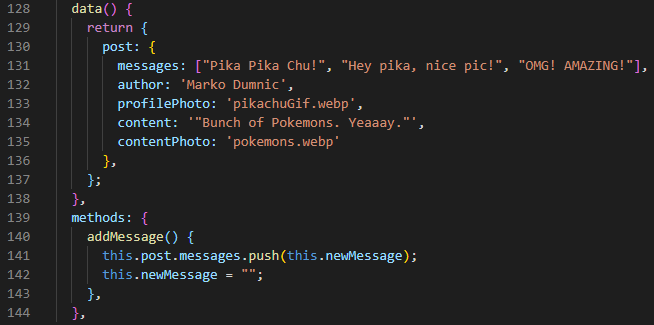 128 data() {
129 return {
130 post: {
131 messages: ["Pika Pika Chu!", "Hey pika, nice pic!", "OMG! AMAZING!"],
132 author: 'Marko Dumnic',
133 profilePhoto: 'pikachuGif.webp',
134 content: '"Bunch of Pokemons. Yeaaay."',
135 contentPhoto: 'pokemons.webp'
136 },
137 };
138 },
139 methods: {
140 addMessage() {
141 this.post.messages.push(this.newMessage);
142 this.newMessage = "";
143 },
144 },